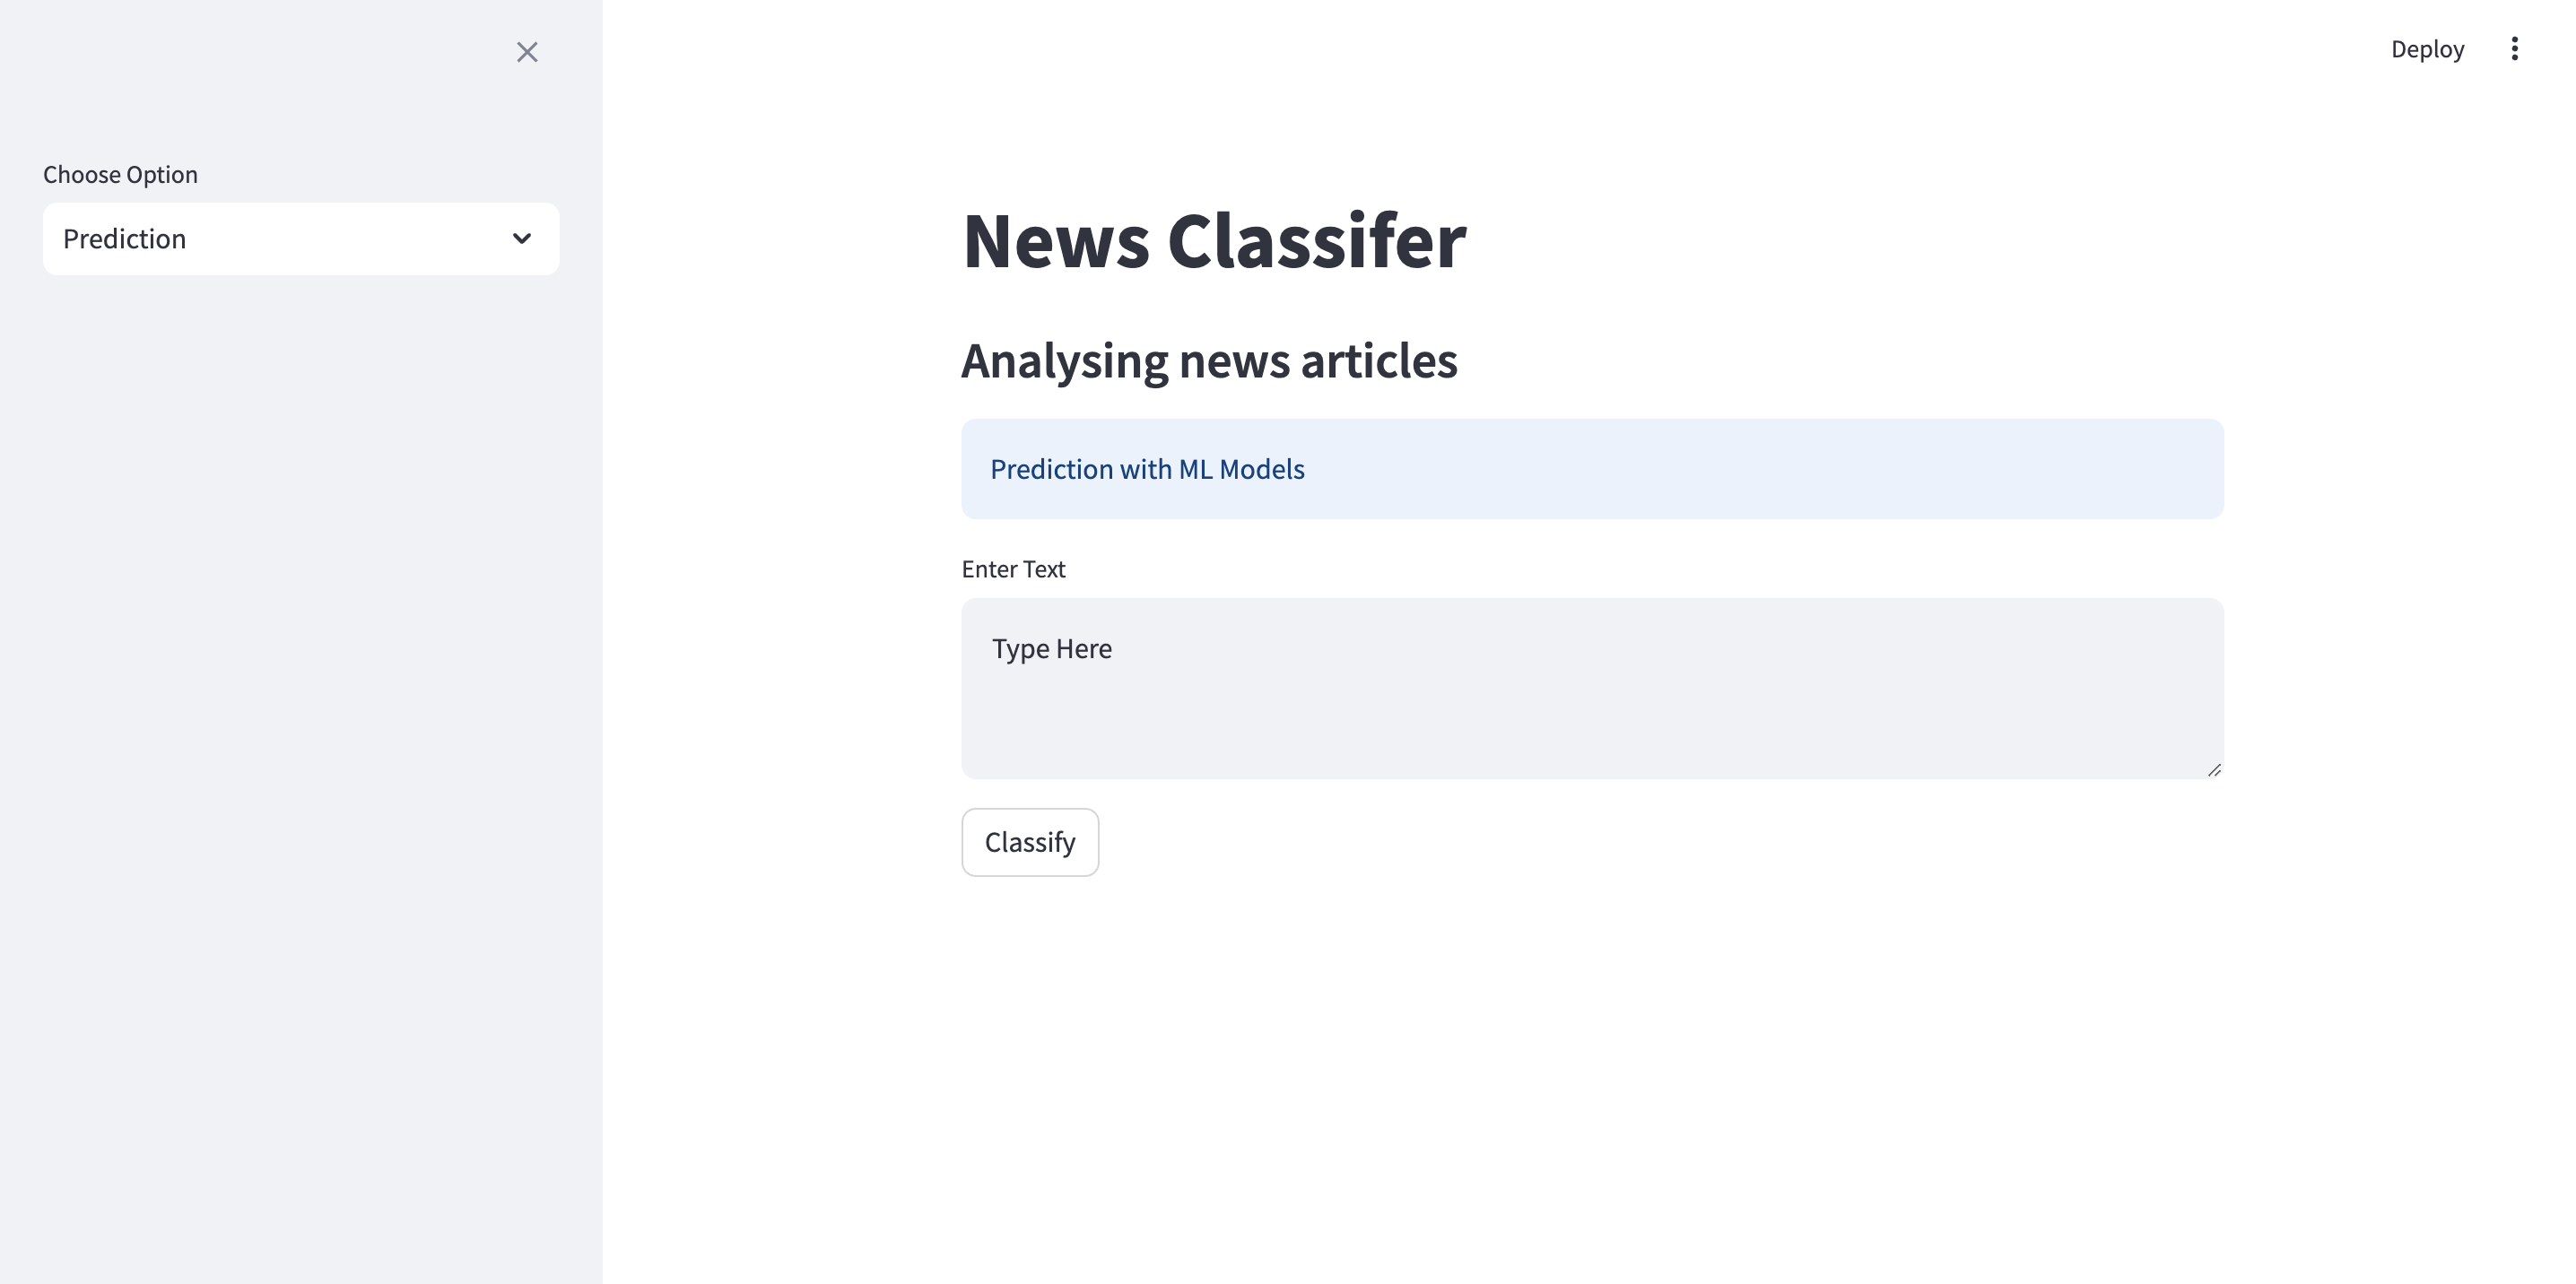 Deploy
Choose Option
Prediction
News Classifer
Analysing news articles
Prediction with ML Models
Enter Text
Type Here
Classify